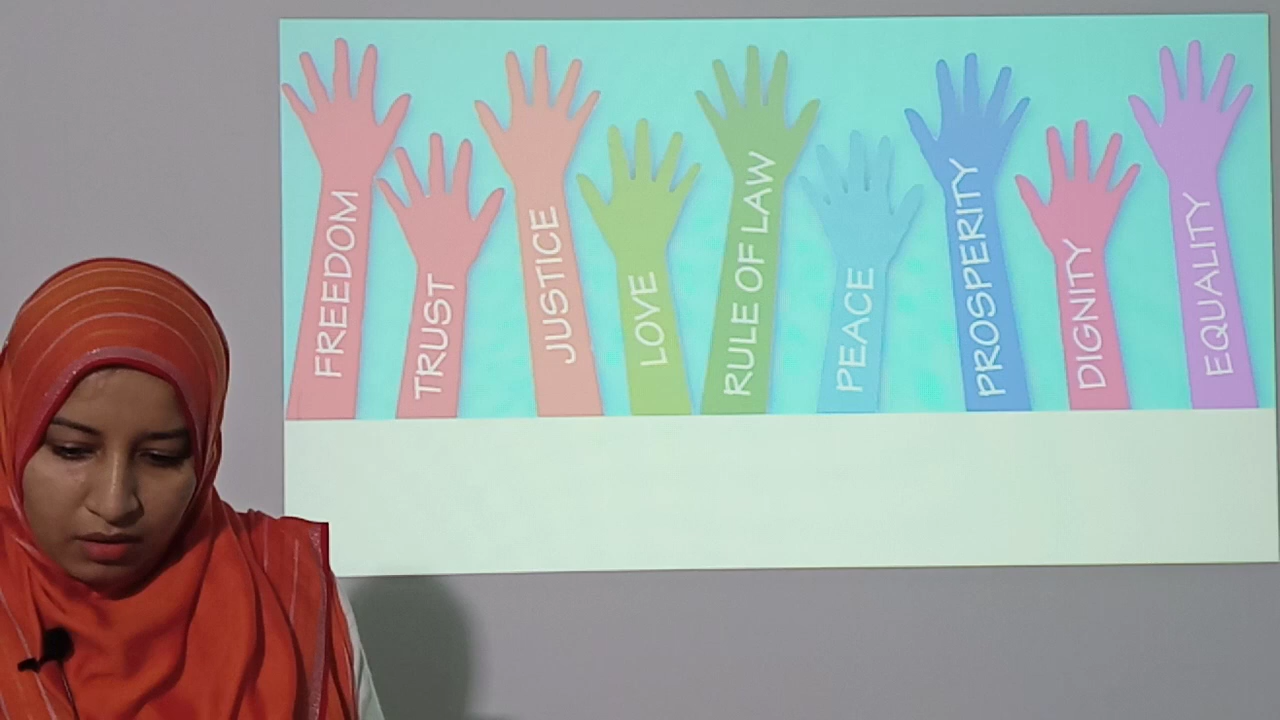 FREEDOM
TRUST
JUSTICE
LOVE
RULE OF LAW
PEACE
PROSPERITY
DIGNITY
EQUALITY